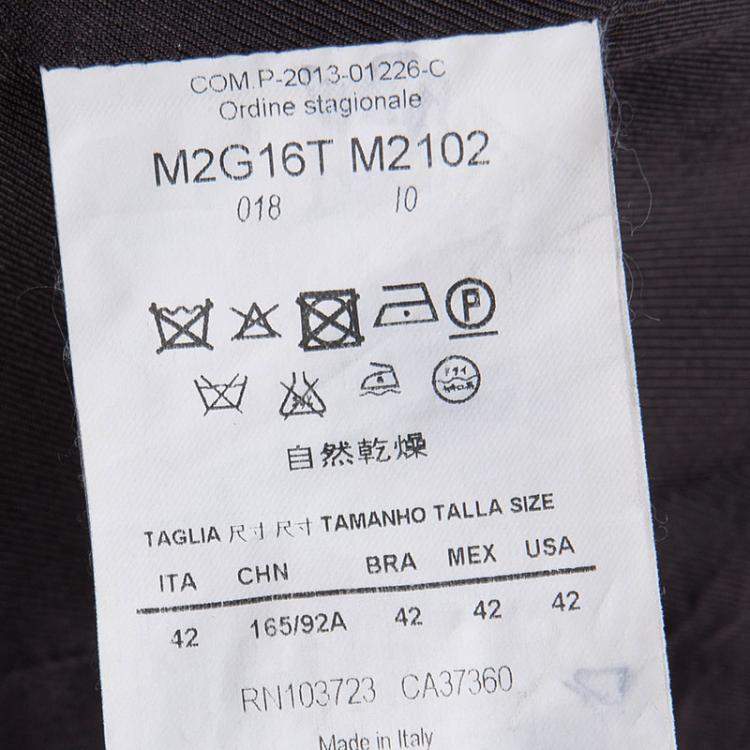 COM.P-2013-01226-C
Ordine stagionale
M2G16T M2102
018 10
P
自然乾燥
TAGLIA 尺寸 尺寸 TAMANHO TALLA SIZE
ITA CHN BRA MEX USA
42 165/92A 42 42 42
RN103723 CA37360
Made in Italy